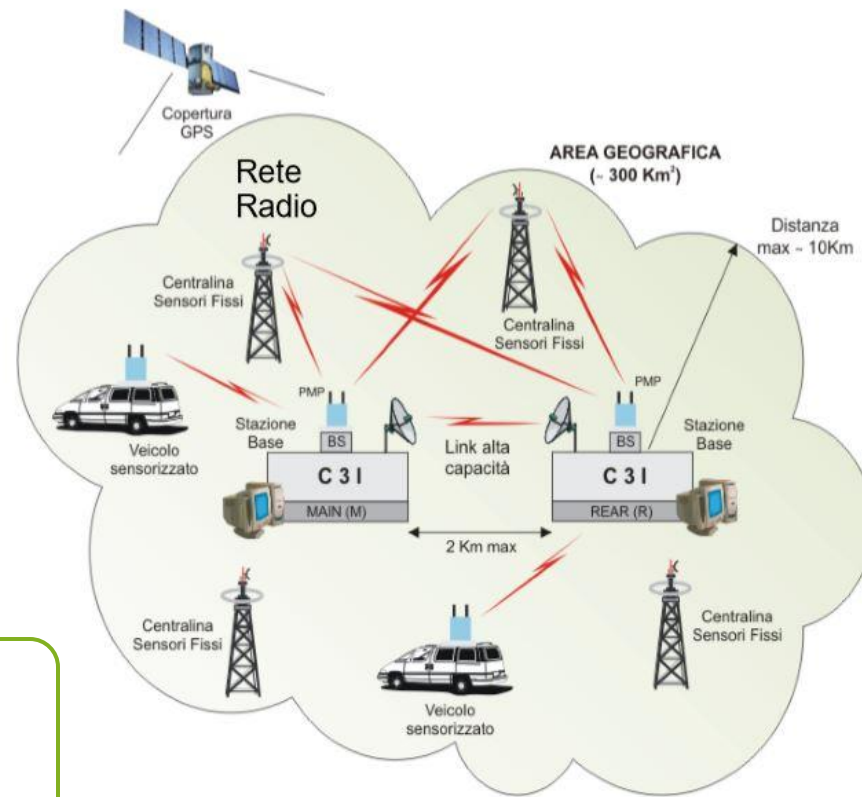 Copertura
GPS
Rete
Radio
AREA GEOGRAFICA
(~ 300 Km²)
Distanza
max ~ 10Km
Centralina
Sensori Fissi
Centralina
Sensori Fissi
Veicolo
sensorizzato
Stazione
Base
PMP
BS
C 3 I
MAIN (M)
Link alta
capacità
PMP
BS
C 3 I
REAR (R)
Stazione
Base
2 Km max
Centralina
Sensori Fissi
Veicolo
sensorizzato
Centralina
Sensori Fissi